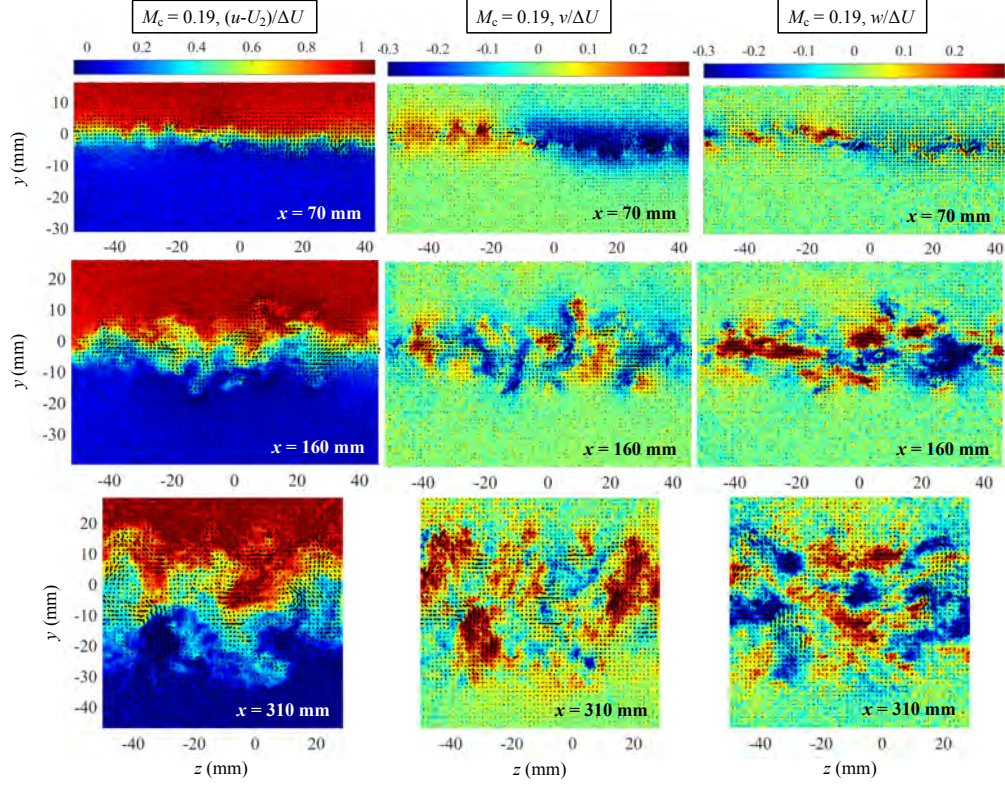 M_c = 0.19, (u-U_2)/ΔU
M_c = 0.19, v/ΔU
M_c = 0.19, w/ΔU
0 0.2 0.4 0.6 0.8 1
-0.3 -0.2 -0.1 0 0.1 0.2
-0.3 -0.2 -0.1 0 0.1 0.2
y (mm)
10
0
-10
-20
-30
x = 70 mm
x = 70 mm
x = 70 mm
-40 -20 0 20 40
-40 -20 0 20 40
-40 -20 0 20 40
y (mm)
20
10
0
-10
-20
-30
x = 160 mm
x = 160 mm
x = 160 mm
-40 -20 0 20 40
-40 -20 0 20 40
-40 -20 0 20 40
y (mm)
20
10
0
-10
-20
-30
-40
x = 310 mm
x = 310 mm
x = 310 mm
-40 -20 0 20
-40 -20 0 20
-40 -20 0 20
z (mm)
z (mm)
z (mm)